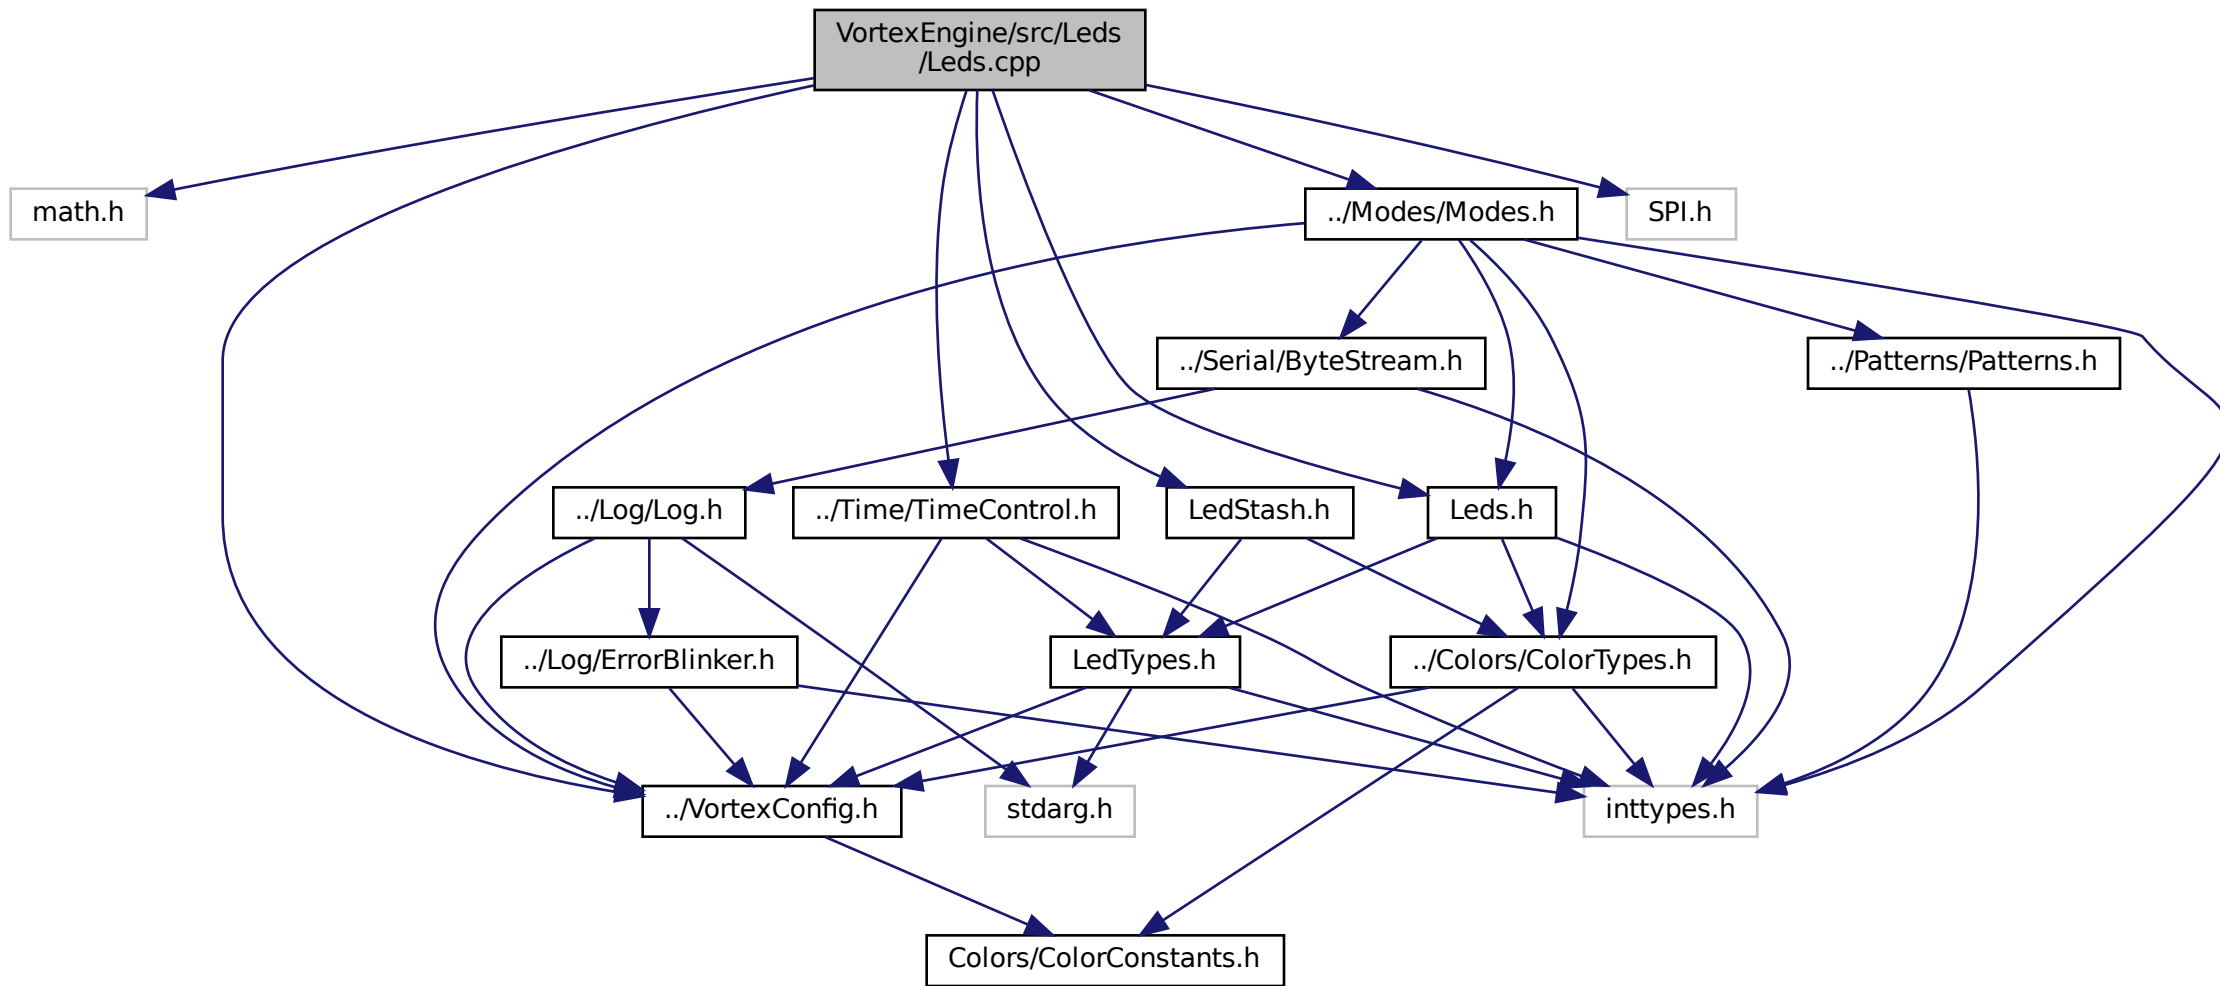 VortexEngine/src/Leds
/Leds.cpp
math.h
../Modes/Modes.h
SPI.h
../Serial/ByteStream.h
../Patterns/Patterns.h
../Log/Log.h
../Time/TimeControl.h
LedStash.h
Leds.h
../Log/ErrorBlinker.h
LedTypes.h
../Colors/ColorTypes.h
../VortexConfig.h
stdarg.h
inttypes.h
Colors/ColorConstants.h